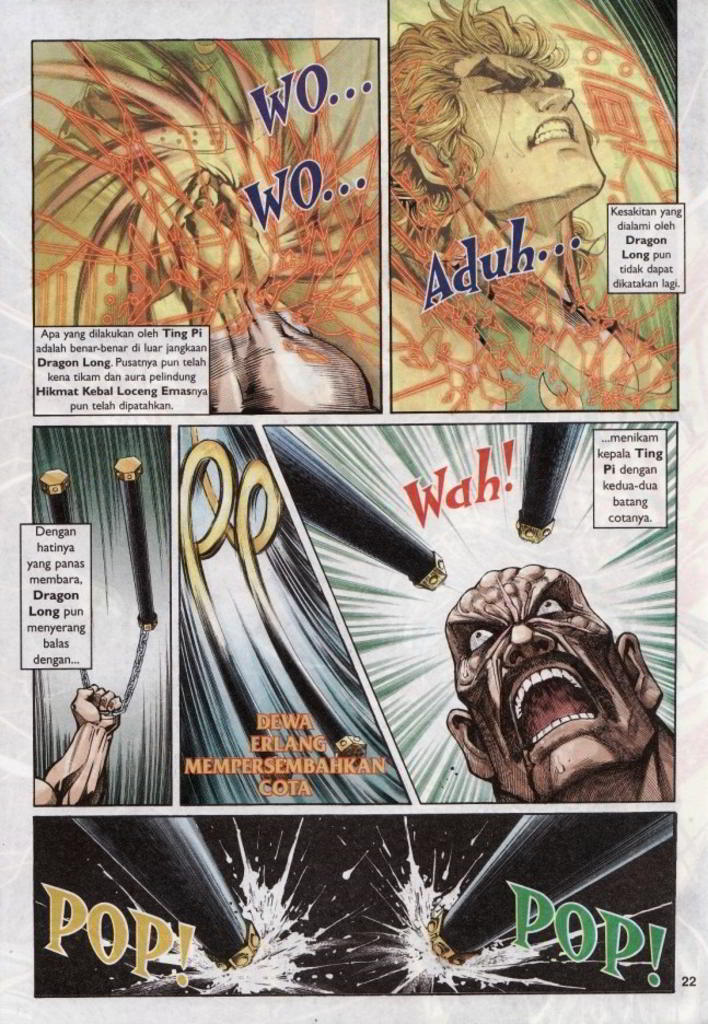 WO...
WO...
Apa yang dilakukan oleh Ting Pi
adalah benar-benar di luar jangkaan
Dragon Long. Pusatnya pun telah
kena tikam dan aura pelindung
Hikmat Kebal Loceng Emasnya
pun telah dipatahkan.
Aduh...
Kesakitan yang
dialami oleh
Dragon
Long pun
tidak dapat
dikatakan lagi.
Dengan
hatinya
yang panas
membara,
Dragon
Long pun
menyerang
balas
dengan...
DEWA
ERLANG
MEMPERSEMBAHKAN
COTA
Wah!
...menikam
kepala Ting
Pi dengan
kedua-dua
batang
cotanya.
POP!
POP!
22